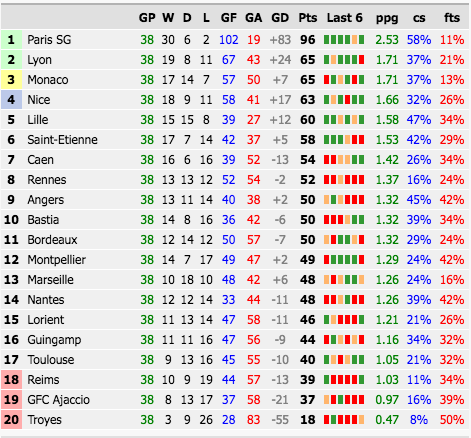 GP W D L GF GA GD Pts Last 6 ppg cs fts
1 Paris SG 38 30 6 2 102 19 +83 96 2.53 58% 11%
2 Lyon 38 19 8 11 67 43 +24 65 1.71 37% 21%
3 Monaco 38 17 14 7 57 50 +7 65 1.71 37% 13%
4 Nice 38 18 9 11 58 41 +17 63 1.66 32% 26%
5 Lille 38 15 15 8 39 27 +12 60 1.58 47% 34%
6 Saint-Etienne 38 17 7 14 42 37 +5 58 1.53 42% 29%
7 Caen 38 16 6 16 39 52 -13 54 1.42 26% 34%
8 Rennes 38 13 13 12 52 54 -2 52 1.37 16% 24%
9 Angers 38 13 11 14 40 38 +2 50 1.32 45% 42%
10 Bastia 38 14 8 16 36 42 -6 50 1.32 39% 34%
11 Bordeaux 38 12 14 12 50 57 -7 50 1.32 29% 24%
12 Montpellier 38 14 7 17 49 47 +2 49 1.29 24% 42%
13 Marseille 38 10 18 10 48 42 +6 48 1.26 24% 16%
14 Nantes 38 12 12 14 33 44 -11 48 1.26 39% 42%
15 Lorient 38 11 13 14 47 58 -11 46 1.21 21% 26%
16 Guingamp 38 11 11 16 47 56 -9 44 1.16 34% 32%
17 Toulouse 38 9 13 16 45 55 -10 40 1.05 21% 32%
18 Reims 38 10 9 19 44 57 -13 39 1.03 11% 34%
19 GFC Ajaccio 38 8 13 17 37 58 -21 37 0.97 16% 39%
20 Troyes 38 3 9 26 28 83 -55 18 0.47 8% 50%